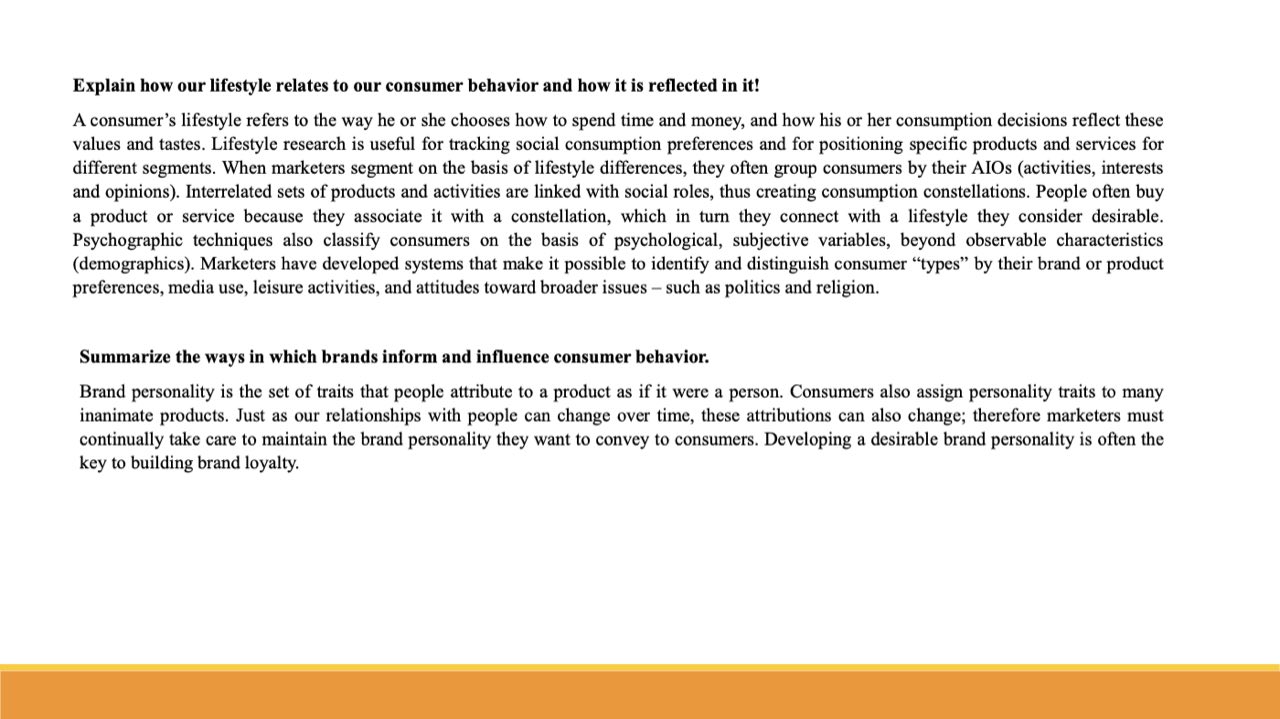 Explain how our lifestyle relates to our consumer behavior and how it is reflected in it!
A consumer’s lifestyle refers to the way he or she chooses how to spend time and money, and how his or her consumption decisions reflect these
values and tastes. Lifestyle research is useful for tracking social consumption preferences and for positioning specific products and services for
different segments. When marketers segment on the basis of lifestyle differences, they often group consumers by their AIOs (activities, interests
and opinions). Interrelated sets of products and activities are linked with social roles, thus creating consumption constellations. People often buy
a product or service because they associate it with a constellation, which in turn they connect with a lifestyle they consider desirable.
Psychographic techniques also classify consumers on the basis of psychological, subjective variables, beyond observable characteristics
(demographics). Marketers have developed systems that make it possible to identify and distinguish consumer “types” by their brand or product
preferences, media use, leisure activities, and attitudes toward broader issues – such as politics and religion.
Summarize the ways in which brands inform and influence consumer behavior.
Brand personality is the set of traits that people attribute to a product as if it were a person. Consumers also assign personality traits to many
inanimate products. Just as our relationships with people can change over time, these attributions can also change; therefore marketers must
continually take care to maintain the brand personality they want to convey to consumers. Developing a desirable brand personality is often the
key to building brand loyalty.